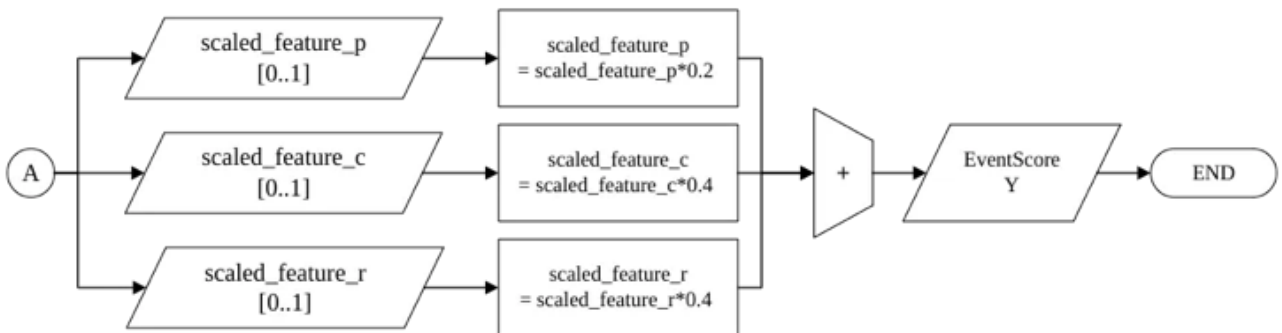 A
scaled_feature_p
[0..1]
scaled_feature_p
= scaled_feature_p*0.2
scaled_feature_c
[0..1]
scaled_feature_c
= scaled_feature_c*0.4
scaled_feature_r
[0..1]
scaled_feature_r
= scaled_feature_r*0.4
+
EventScore
Y
END